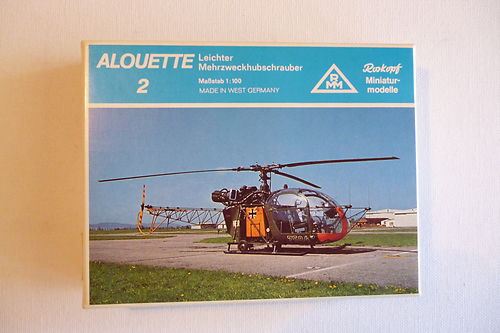 ALOUETTE
2
Leichter
Mehrzweckhubschrauber
Maßstab 1:100
MADE IN WEST GERMANY
RMM
Roskopf
Miniatur-
modelle